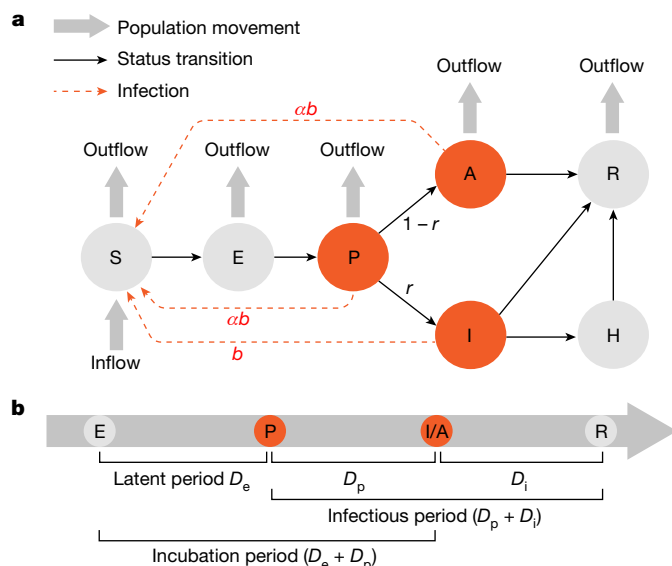 a
Population movement
Status transition
Infection
Outflow
Outflow
αb
Outflow
Outflow
Outflow
A
R
1 – r
S
E
P
r
αb
b
I
H
Inflow
b
E
P
I/A
R
Latent period De
Dp
Di
Infectious period (Dp + Di)
Incubation period (De + Dp)